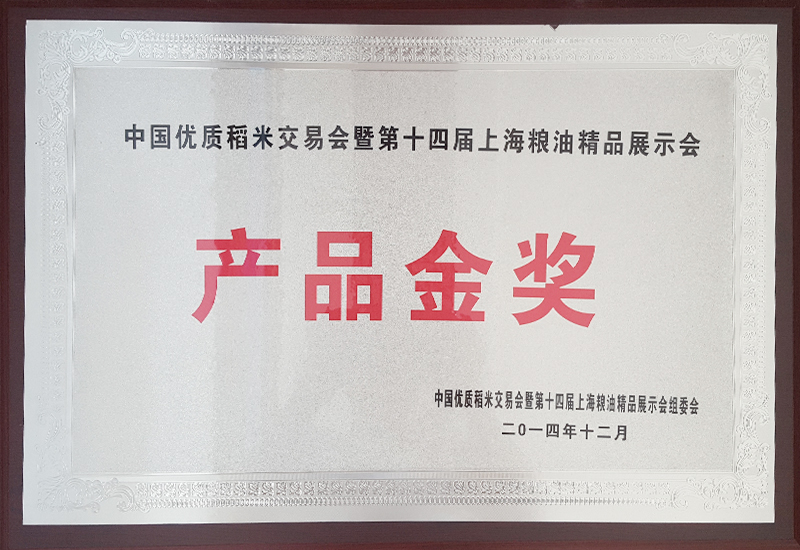 中国优质稻米交易会暨第十四届上海粮油精品展示会
产品金奖
中国优质稻米交易会暨第十四届上海粮油精品展示会组委会
二0一四年十二月